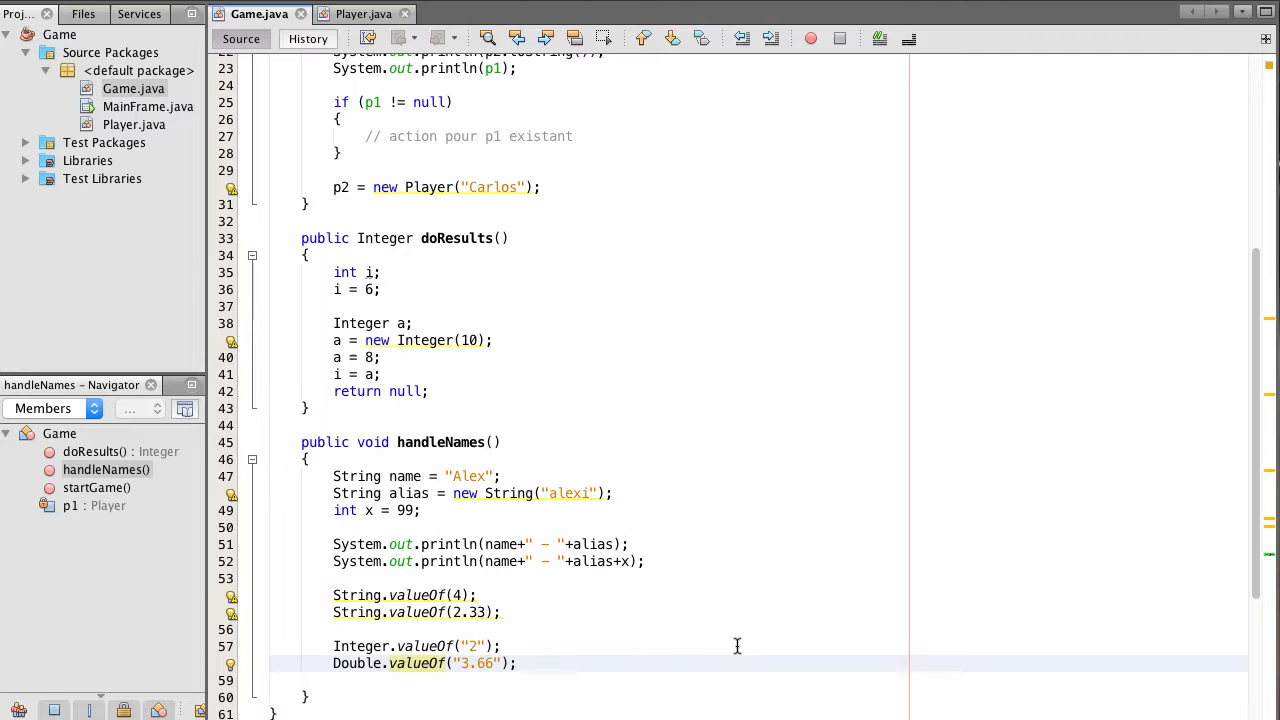 Proj... Files Services
Game
Source Packages
<default package>
Game.java
MainFrame.java
Player.java
Test Packages
Libraries
Test Libraries
handleNames - Navigator
Members ...
Game
doResults() : Integer
handleNames()
startGame()
p1 : Player
Game.java Player.java
Source History
22 System.out.println(p2.toString());
23 System.out.println(p1);
24
25 if (p1 != null)
26 {
27 // action pour p1 existant
28 }
29
p2 = new Player("Carlos");
31 }
32
33 public Integer doResults()
34 {
35 int i;
36 i = 6;
37
38 Integer a;
a = new Integer(10);
40 a = 8;
41 i = a;
42 return null;
43 }
44
45 public void handleNames()
46 {
47 String name = "Alex";
String alias = new String("alexi");
49 int x = 99;
50
51 System.out.println(name+" - "+alias);
52 System.out.println(name+" - "+alias+x);
53
String.valueOf(4);
String.valueOf(2.33);
56
57 Integer.valueOf("2");
Double.valueOf("3.66");
59
60 }
61 }